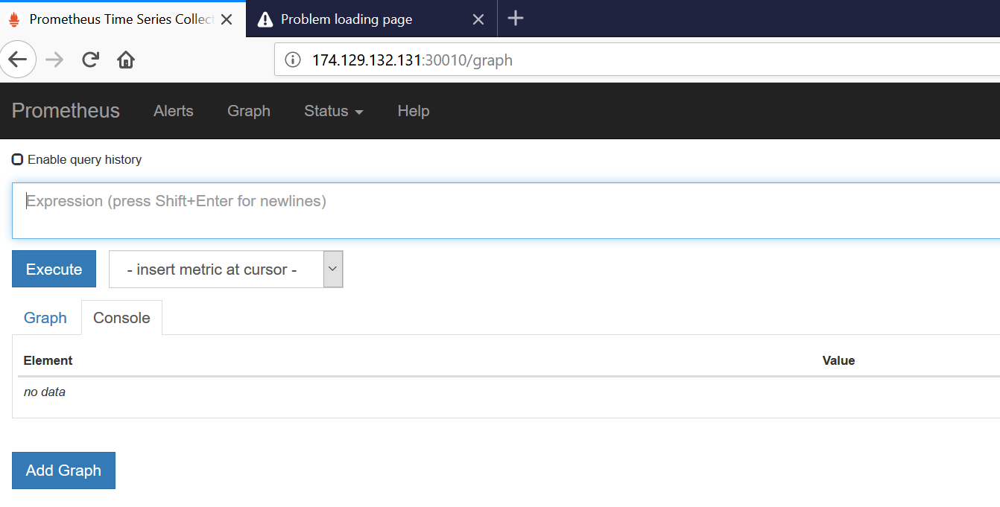 Prometheus Time Series Collect
Problem loading page
174.129.132.131:30010/graph
Prometheus Alerts Graph Status Help
Enable query history
Expression (press Shift+Enter for newlines)
Execute - insert metric at cursor -
Graph Console
Element Value
no data
Add Graph